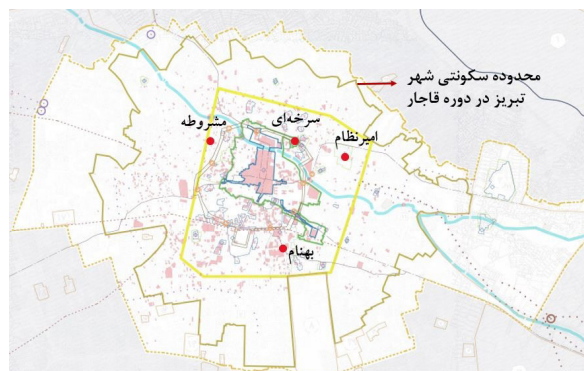 محدوده سکونتی شهر
تبریز در دوره قاجار
سرخه‌ای
مشروطه
امیرنظام
بهنام